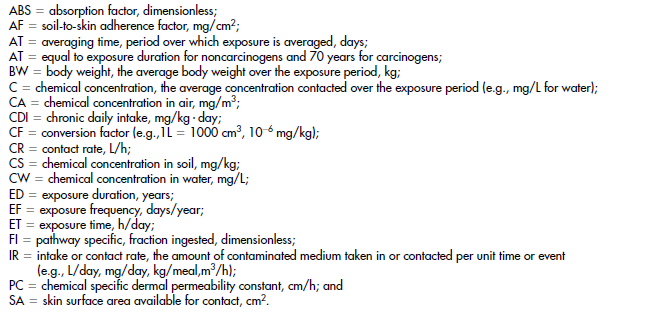 ABS = absorption factor, dimensionless;
AF = soil-to-skin adherence factor, mg/cm²;
AT = averaging time, period over which exposure is averaged, days;
AT = equal to exposure duration for noncarcinogens and 70 years for carcinogens;
BW = body weight, the average body weight over the exposure period, kg;
C = chemical concentration, the average concentration contacted over the exposure period (e.g., mg/L for water);
CA = chemical concentration in air, mg/m³;
CDI = chronic daily intake, mg/kg · day;
CF = conversion factor (e.g.,1L = 1000 cm³, 10⁻⁶ mg/kg);
CR = contact rate, L/h;
CS = chemical concentration in soil, mg/kg;
CW = chemical concentration in water, mg/L;
ED = exposure duration, years;
EF = exposure frequency, days/year;
ET = exposure time, h/day;
FI = pathway specific, fraction ingested, dimensionless;
IR = intake or contact rate, the amount of contaminated medium taken in or contacted per unit time or event
(e.g., L/day, mg/day, kg/meal,m³/h);
PC = chemical specific dermal permeability constant, cm/h; and
SA = skin surface area available for contact, cm².